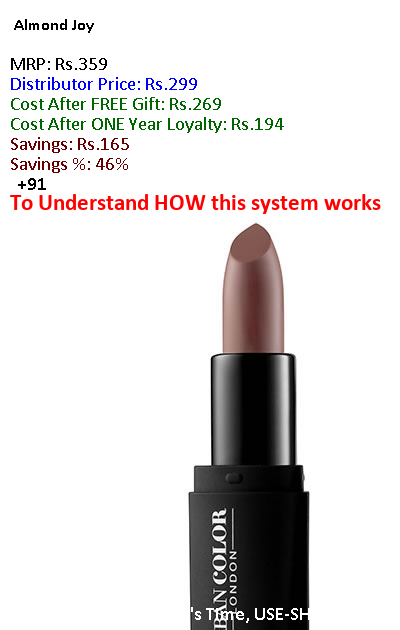 Almond Joy
MRP: Rs.359
Distributor Price: Rs.299
Cost After FREE Gift: Rs.269
Cost After ONE Year Loyalty: Rs.194
Savings: Rs.165
Savings %: 46%
+91
To Understand HOW this system works
BAN COLOR
LONDON
's Time, USE-SH